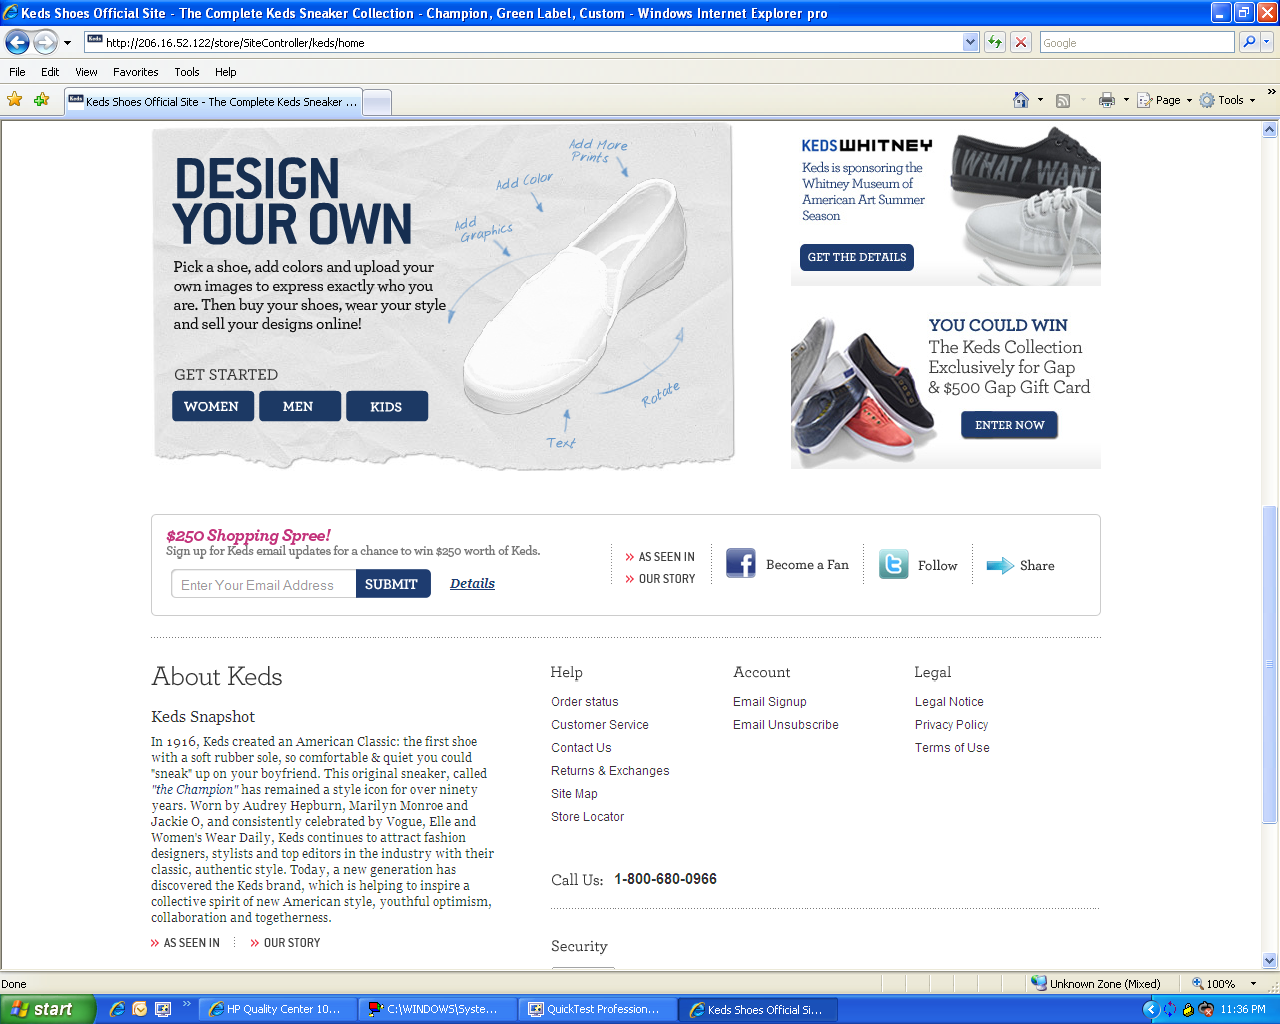 Keds Shoes Official Site - The Complete Keds Sneaker Collection - Champion, Green Label, Custom - Windows Internet Explorer pro
http://206.16.52.122/store/SiteController/keds/home
Google
File Edit View Favorites Tools Help
Keds Shoes Official Site - The Complete Keds Sneaker ...
Page Tools
DESIGN
YOUR OWN
Pick a shoe, add colors and upload your
own images to express exactly who you
are. Then buy your shoes, wear your style
and sell your designs online!
GET STARTED
WOMEN MEN KIDS
Add More
Prints
Add Color
Add
Graphics
Rotate
Text
KEDSWHITNEY
Keds is sponsoring the
Whitney Museum of
American Art Summer
Season
GET THE DETAILS
WHAT I WANT
YOU COULD WIN
The Keds Collection
Exclusively for Gap
& $500 Gap Gift Card
ENTER NOW
$250 Shopping Spree!
Sign up for Keds email updates for a chance to win $250 worth of Keds.
Enter Your Email Address SUBMIT Details
AS SEEN IN
OUR STORY
Become a Fan
Follow
Share
About Keds
Keds Snapshot
In 1916, Keds created an American Classic: the first shoe
with a soft rubber sole, so comfortable & quiet you could
"sneak" up on your boyfriend. This original sneaker, called
"the Champion" has remained a style icon for over ninety
years. Worn by Audrey Hepburn, Marilyn Monroe and
Jackie O, and consistently celebrated by Vogue, Elle and
Women's Wear Daily, Keds continues to attract fashion
designers, stylists and top editors in the industry with their
classic, authentic style. Today, a new generation has
discovered the Keds brand, which is helping to inspire a
collective spirit of new American style, youthful optimism,
collaboration and togetherness.
AS SEEN IN OUR STORY
Help
Order status
Customer Service
Contact Us
Returns & Exchanges
Site Map
Store Locator
Account
Email Signup
Email Unsubscribe
Legal
Legal Notice
Privacy Policy
Terms of Use
Call Us: 1-800-680-0966
Security
Done
Unknown Zone (Mixed)
100%
start
HP Quality Center 10...
C:\WINDOWS\Syste...
QuickTest Profession...
Keds Shoes Official Si...
11:36 PM